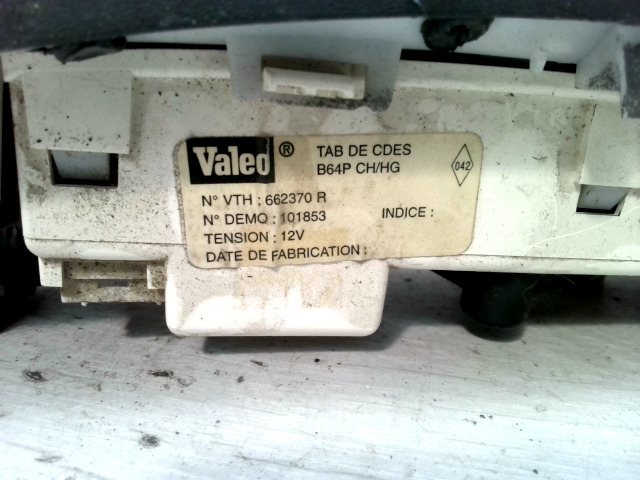 Valeo ® TAB DE CDES
B64P CH/HG
042
N° VTH : 662370 R
N° DEMO : 101853 INDICE :
TENSION : 12V
DATE DE FABRICATION :